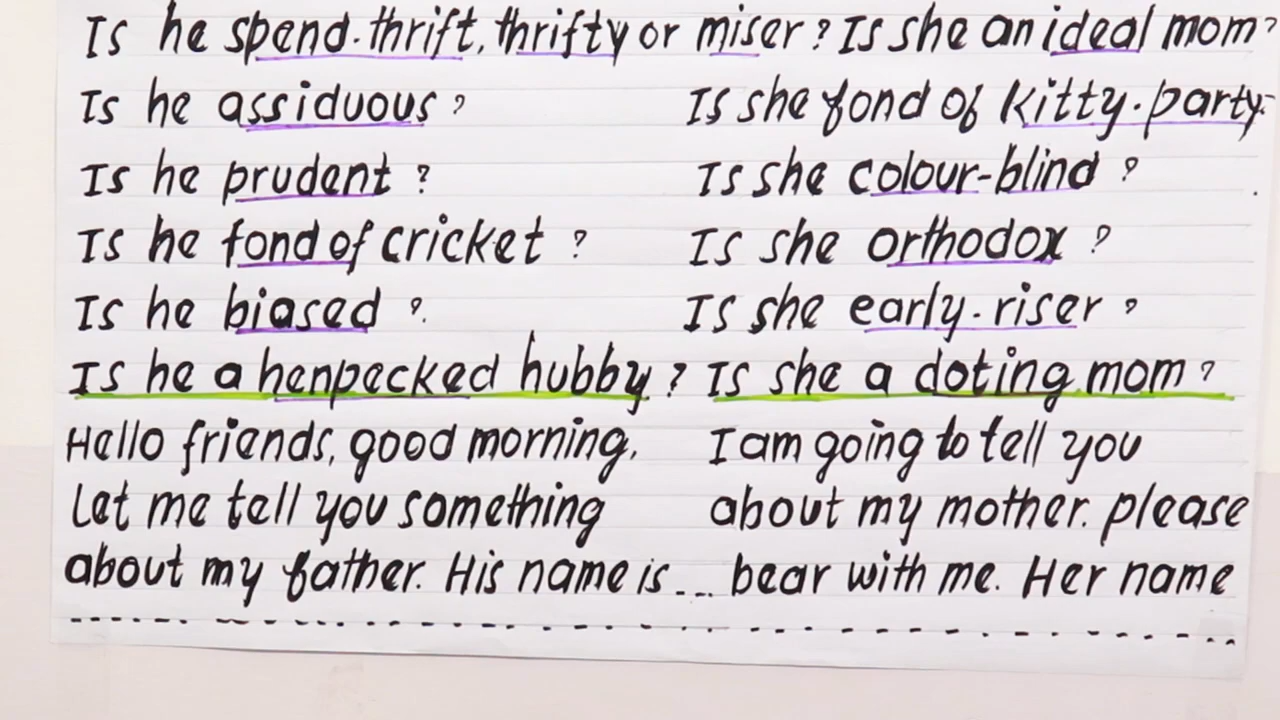 Is he spend-thrift, thrifty or miser? Is she an ideal mom?
Is he assiduous? Is she fond of kitty-party?
Is he prudent? Is she colour-blind?
Is he fond of cricket? Is she orthodox?
Is he biased? Is she early-riser?
Is he a henpecked hubby? Is she a doting mom?
Hello friends, good morning. I am going to tell you
Let me tell you something about my mother. please
about my father. His name is... bear with me. Her name